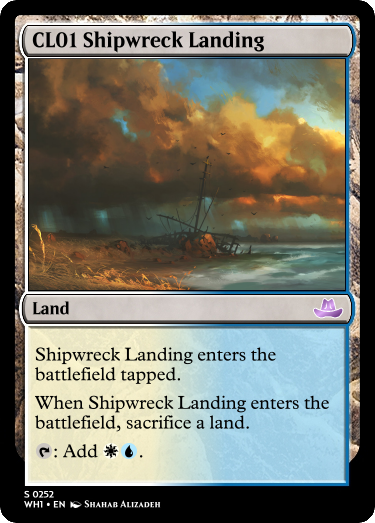 CL01 Shipwreck Landing
Land
Shipwreck Landing enters the
battlefield tapped.
When Shipwreck Landing enters the
battlefield, sacrifice a land.
: Add .
S 0252
WH1 • EN Shahab Alizadeh